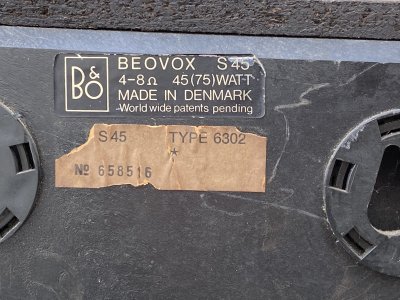 B&O
BEOVOX S45
4-8Ω 45(75)WATT
MADE IN DENMARK
World wide patents pending
S45 TYPE 6302
*
№ 658516